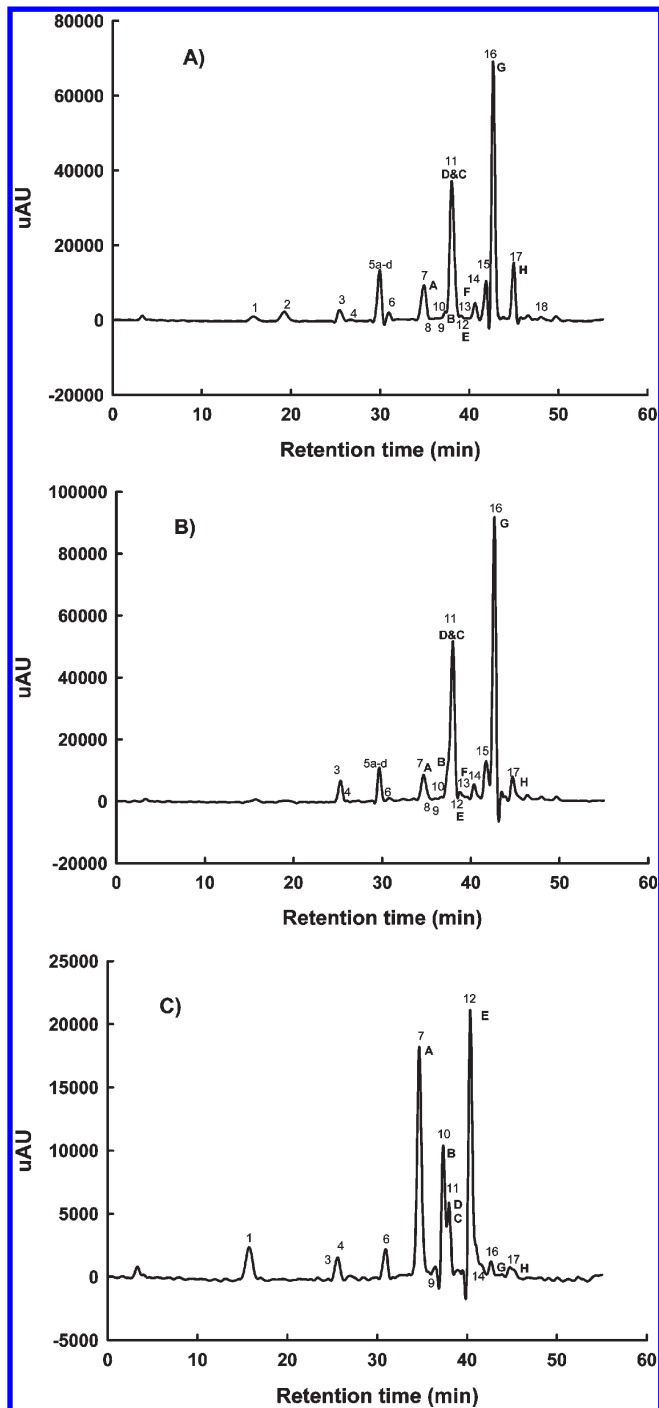 80000
60000
40000
20000
0
-20000
uAU
A)
1
2
3
4
5a-d
6
7
A
8
9
10
B
11
D&C
12
E
13
F
14
15
16
G
17
H
18
0 10 20 30 40 50 60
Retention time (min)
100000
80000
60000
40000
20000
0
-20000
uAU
B)
3
4
5a-d
6
7
A
8
9
10
B
11
D&C
12
E
13
F
14
15
16
G
17
H
0 10 20 30 40 50 60
Retention time (min)
25000
20000
15000
10000
5000
0
-5000
uAU
C)
1
3
4
6
7
A
9
10
B
11
D
C
12
E
14
16
G
17
H
0 10 20 30 40 50 60
Retention time (min)